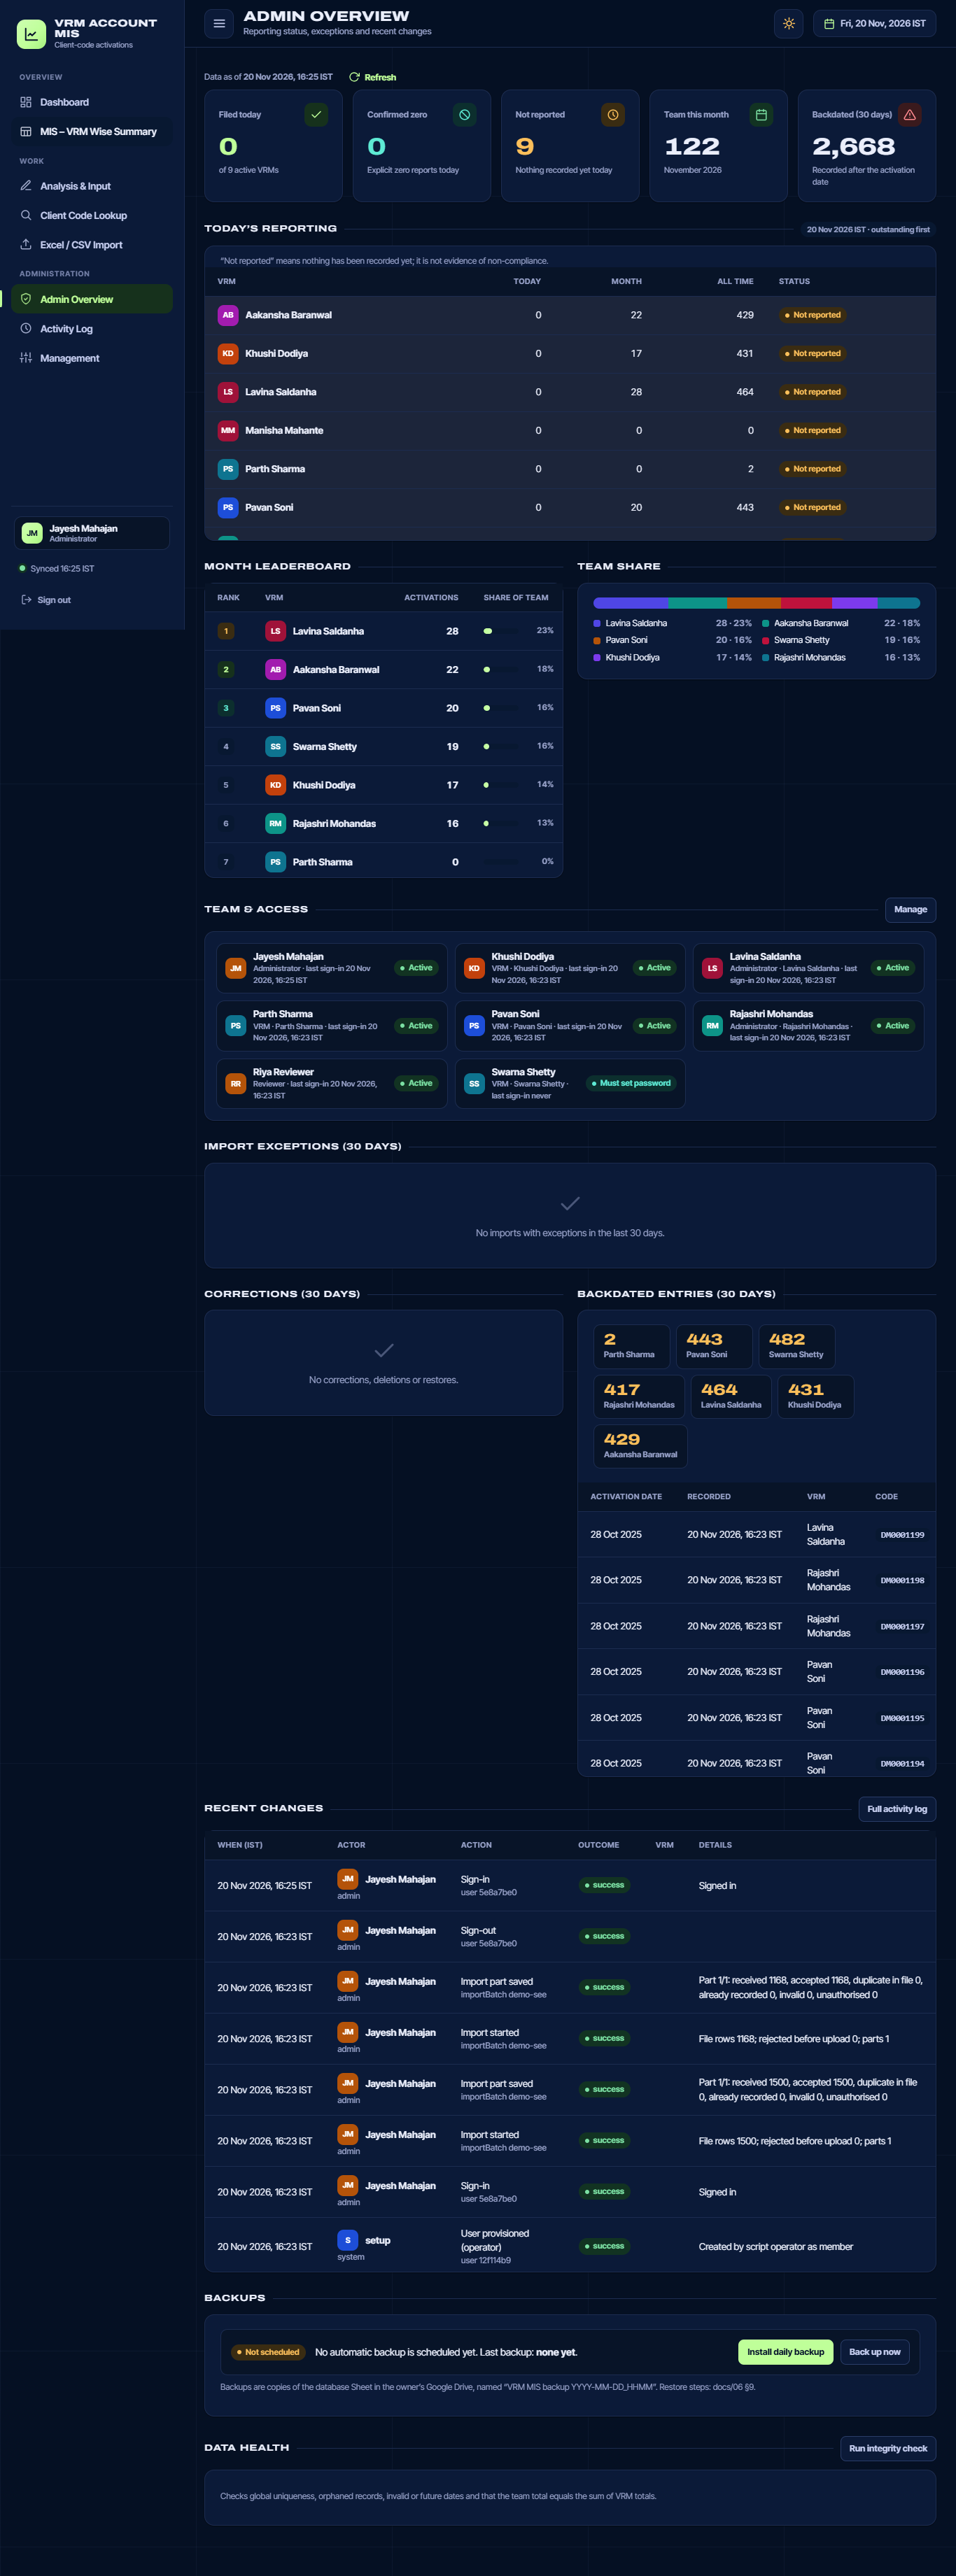 VRM ACCOUNT
MIS
Client-code activations
OVERVIEW
Dashboard
MIS – VRM Wise Summary
WORK
Analysis & Input
Client Code Lookup
Excel / CSV Import
ADMINISTRATION
Admin Overview
Activity Log
Management
JM
Jayesh Mahajan
Administrator
Synced 16:25 IST
Sign out
ADMIN OVERVIEW
Reporting status, exceptions and recent changes
Fri, 20 Nov, 2026 IST
Data as of 20 Nov 2026, 16:25 IST Refresh
Filed today
0
of 9 active VRMs
Confirmed zero
0
Explicit zero reports today
Not reported
9
Nothing recorded yet today
Team this month
122
November 2026
Backdated (30 days)
2,668
Recorded after the activation
date
TODAY'S REPORTING
20 Nov 2026 IST · outstanding first
"Not reported" means nothing has been recorded yet; it is not evidence of non-compliance.
VRM TODAY MONTH ALL TIME STATUS
AB Aakansha Baranwal 0 22 429 Not reported
KD Khushi Dodiya 0 17 431 Not reported
LS Lavina Saldanha 0 28 464 Not reported
MM Manisha Mahante 0 0 0 Not reported
PS Parth Sharma 0 0 2 Not reported
PS Pavan Soni 0 20 443 Not reported
MONTH LEADERBOARD
RANK VRM ACTIVATIONS SHARE OF TEAM
1 LS Lavina Saldanha 28 23%
2 AB Aakansha Baranwal 22 18%
3 PS Pavan Soni 20 16%
4 SS Swarna Shetty 19 16%
5 KD Khushi Dodiya 17 14%
6 RM Rajashri Mohandas 16 13%
7 PS Parth Sharma 0 0%
TEAM SHARE
Lavina Saldanha 28 · 23% Aakansha Baranwal 22 · 18%
Pavan Soni 20 · 16% Swarna Shetty 19 · 16%
Khushi Dodiya 17 · 14% Rajashri Mohandas 16 · 13%
TEAM & ACCESS
Manage
JM
Jayesh Mahajan
Administrator · last sign-in 20 Nov
2026, 16:25 IST
Active
KD
Khushi Dodiya
VRM · Khushi Dodiya · last sign-in 20
Nov 2026, 16:23 IST
Active
LS
Lavina Saldanha
Administrator · Lavina Saldanha · last
sign-in 20 Nov 2026, 16:23 IST
Active
PS
Parth Sharma
VRM · Parth Sharma · last sign-in 20
Nov 2026, 16:23 IST
Active
PS
Pavan Soni
VRM · Pavan Soni · last sign-in 20 Nov
2026, 16:23 IST
Active
RM
Rajashri Mohandas
Administrator · Rajashri Mohandas ·
last sign-in 20 Nov 2026, 16:23 IST
Active
RR
Riya Reviewer
Reviewer · last sign-in 20 Nov 2026,
16:23 IST
Active
SS
Swarna Shetty
VRM · Swarna Shetty ·
last sign-in never
Must set password
IMPORT EXCEPTIONS (30 DAYS)
No imports with exceptions in the last 30 days.
CORRECTIONS (30 DAYS)
No corrections, deletions or restores.
BACKDATED ENTRIES (30 DAYS)
2
Parth Sharma
443
Pavan Soni
482
Swarna Shetty
417
Rajashri Mohandas
464
Lavina Saldanha
431
Khushi Dodiya
429
Aakansha Baranwal
ACTIVATION DATE RECORDED VRM CODE
28 Oct 2025 20 Nov 2026, 16:23 IST Lavina Saldanha DM0001199
28 Oct 2025 20 Nov 2026, 16:23 IST Rajashri Mohandas DM0001198
28 Oct 2025 20 Nov 2026, 16:23 IST Rajashri Mohandas DM0001197
28 Oct 2025 20 Nov 2026, 16:23 IST Pavan Soni DM0001196
28 Oct 2025 20 Nov 2026, 16:23 IST Pavan Soni DM0001195
28 Oct 2025 20 Nov 2026, 16:23 IST Pavan Soni DM0001194
RECENT CHANGES
Full activity log
WHEN (IST) ACTOR ACTION OUTCOME VRM DETAILS
20 Nov 2026, 16:25 IST JM Jayesh Mahajan admin Sign-in user 5e8a7be0 success Signed in
20 Nov 2026, 16:23 IST JM Jayesh Mahajan admin Sign-out user 5e8a7be0 success
20 Nov 2026, 16:23 IST JM Jayesh Mahajan admin Import part saved importBatch demo-see success Part 1/1: received 1168, accepted 1168, duplicate in file 0, already recorded 0, invalid 0, unauthorised 0
20 Nov 2026, 16:23 IST JM Jayesh Mahajan admin Import started importBatch demo-see success File rows 1168; rejected before upload 0; parts 1
20 Nov 2026, 16:23 IST JM Jayesh Mahajan admin Import part saved importBatch demo-see success Part 1/1: received 1500, accepted 1500, duplicate in file 0, already recorded 0, invalid 0, unauthorised 0
20 Nov 2026, 16:23 IST JM Jayesh Mahajan admin Import started importBatch demo-see success File rows 1500; rejected before upload 0; parts 1
20 Nov 2026, 16:23 IST JM Jayesh Mahajan admin Sign-in user 5e8a7be0 success Signed in
20 Nov 2026, 16:23 IST S setup system User provisioned (operator) user 12f114b9 success Created by script operator as member
BACKUPS
Not scheduled No automatic backup is scheduled yet. Last backup: none yet. Install daily backup Back up now
Backups are copies of the database Sheet in the owner's Google Drive, named "VRM MIS backup YYYY-MM-DD_HHMM". Restore steps: docs/06 §9.
DATA HEALTH
Run integrity check
Checks global uniqueness, orphaned records, invalid or future dates and that the team total equals the sum of VRM totals.